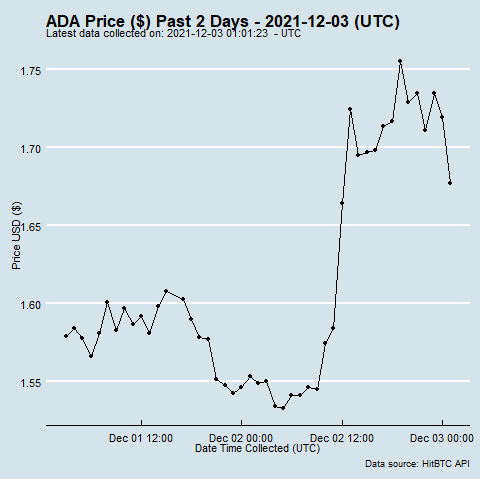 ADA Price ($) Past 2 Days - 2021-12-03 (UTC)
Latest data collected on: 2021-12-03 01:01:23 - UTC
1.75
1.70
1.65
1.60
1.55
Price USD ($)
Dec 01 12:00 Dec 02 00:00 Dec 02 12:00 Dec 03 00:00
Date Time Collected (UTC)
Data source: HitBTC API